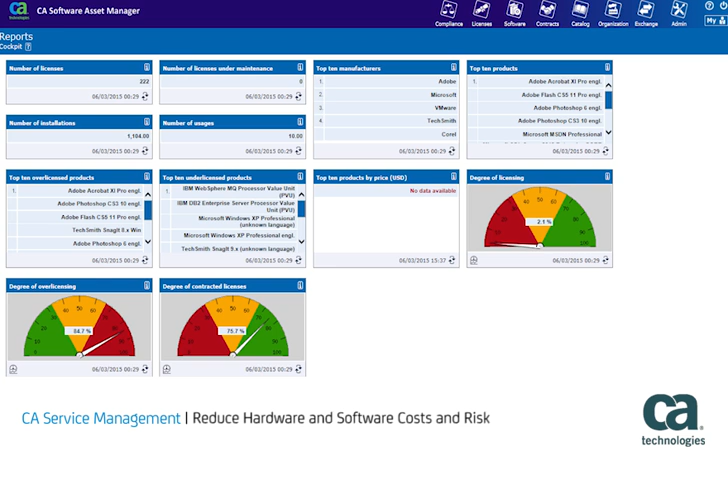 ca
technologies
CA Software Asset Manager
Compliance
Licenses
Software
Contracts
Catalog
Organization
Exchange
Admin
My
Reports
Cockpit
Number of licenses
222
06/03/2015 00:29
Number of licenses under maintenance
0
06/03/2015 00:29
Top ten manufacturers
1. Adobe
2. Microsoft
3. VMware
4. TechSmith
Corel
06/03/2015 00:29
Top ten products
1. Adobe Acrobat XI Pro engl.
Adobe Flash CS5 11 Pro engl.
Adobe Photoshop 6 engl.
Adobe Photoshop CS3 10 engl.
Microsoft MSDN Professional
06/03/2015 00:29
Number of installations
1,104.00
06/03/2015 00:29
Number of usages
10.00
06/03/2015 00:29
Top ten overlicensed products
1. Adobe Acrobat XI Pro engl.
Adobe Photoshop CS3 10 engl.
Adobe Flash CS5 11 Pro engl.
TechSmith SnagIt 8.x Win
Adobe Photoshop 6 engl.
06/03/2015 00:29
Top ten underlicensed products
1. IBM WebSphere MQ Processor Value Unit
(PVU)
IBM DB2 Enterprise Server Processor Value
Unit (PVU)
Microsoft Windows XP Professional
(unknown language)
Microsoft Windows XP Professional engl.
TechSmith SnagIt 9.x (unknown language)
06/03/2015 00:29
Top ten products by price (USD)
No data available
06/03/2015 15:37
Degree of licensing
2.1 %
06/03/2015 00:29
Degree of overlicensing
84.7 %
06/03/2015 00:29
Degree of contracted licenses
75.7 %
06/03/2015 00:29
CA Service Management | Reduce Hardware and Software Costs and Risk
ca
technologies